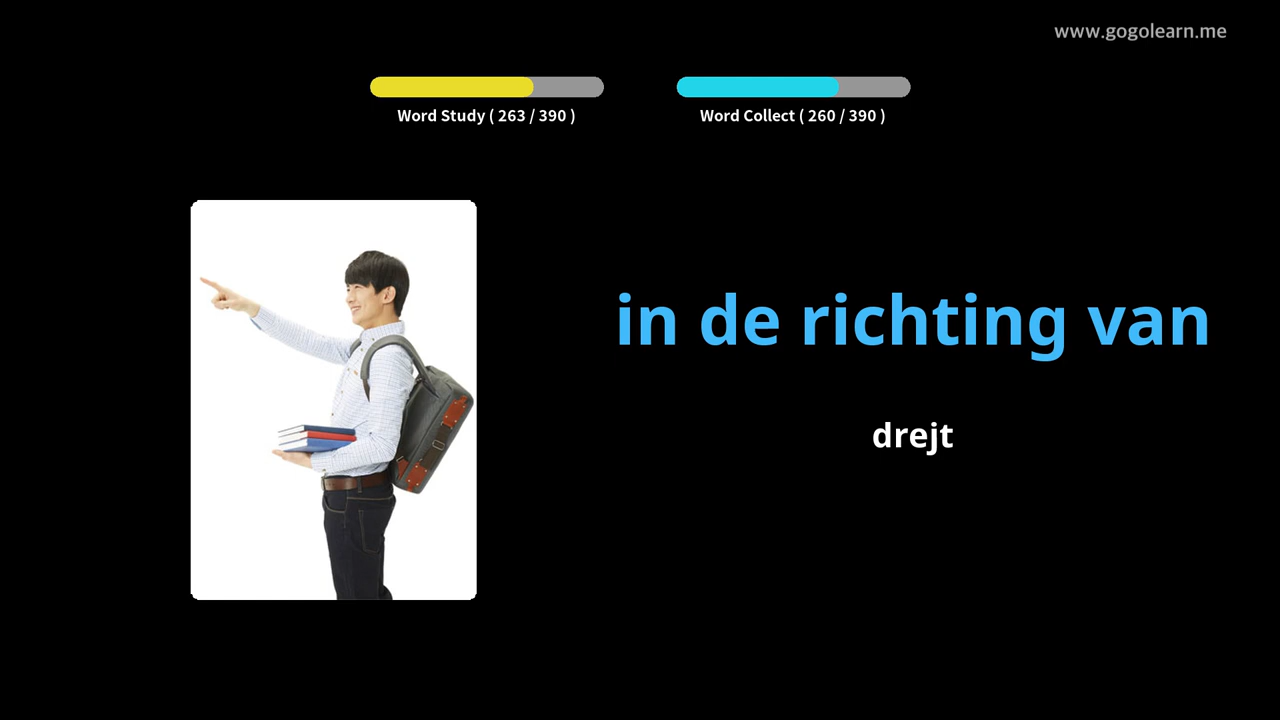 www.gogolearn.me
Word Study ( 263 / 390 )
Word Collect ( 260 / 390 )
in de richting van
drejt